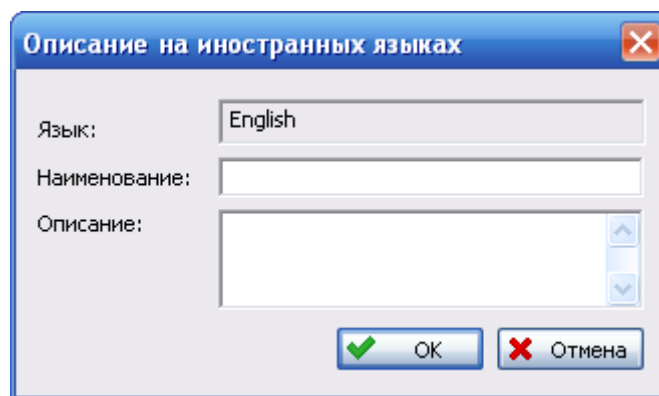 Описание на иностранных языках
Язык:
English
Наименование:
Описание:
OK
Отмена